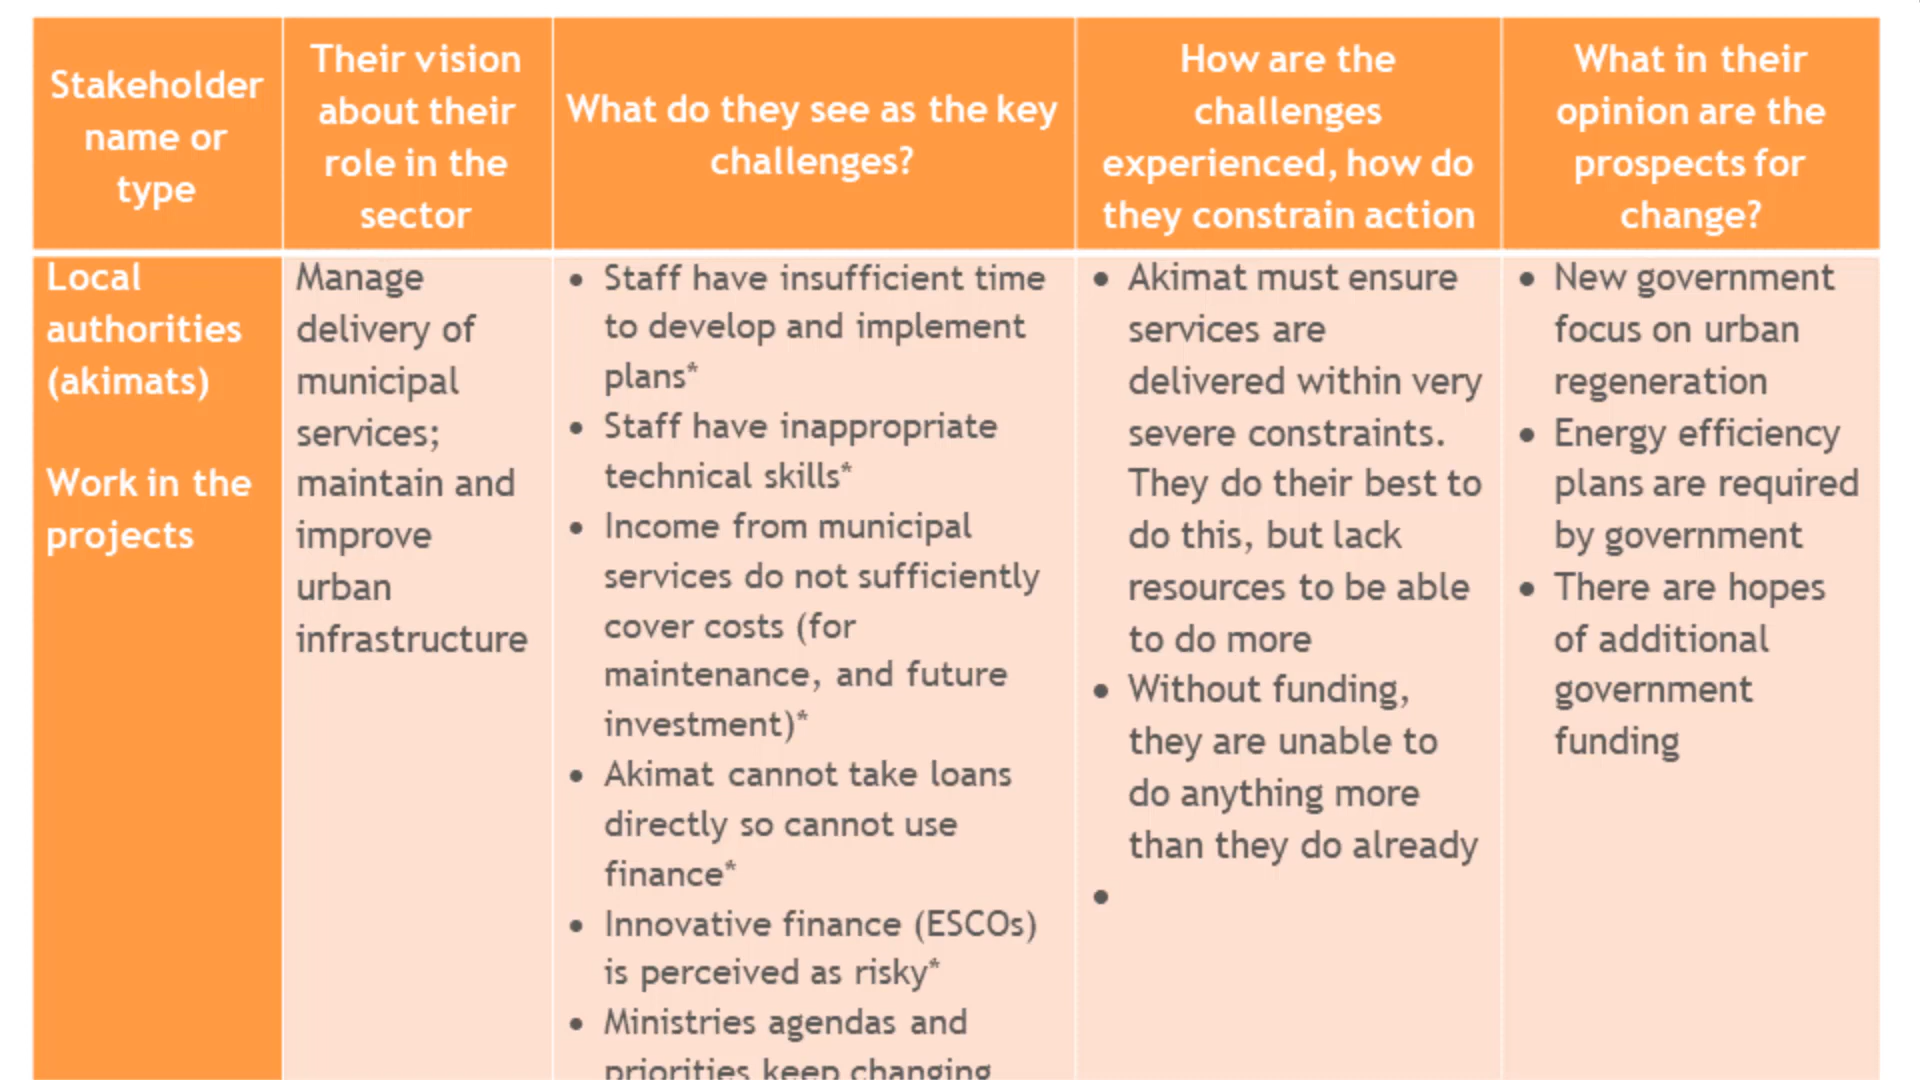 Stakeholder
name or
type
Their vision
about their
role in the
sector
What do they see as the key
challenges?
How are the
challenges
experienced, how do
they constrain action
What in their
opinion are the
prospects for
change?
Local
authorities
(akimats)
Work in the
projects
Manage
delivery of
municipal
services;
maintain and
improve
urban
infrastructure
• Staff have insufficient time
to develop and implement
plans*
• Staff have inappropriate
technical skills*
• Income from municipal
services do not sufficiently
cover costs (for
maintenance, and future
investment)*
• Akimat cannot take loans
directly so cannot use
finance*
• Innovative finance (ESCOs)
is perceived as risky*
• Ministries agendas and
priorities keep changing
• Akimat must ensure
services are
delivered within very
severe constraints.
They do their best to
do this, but lack
resources to be able
to do more
• Without funding,
they are unable to
do anything more
than they do already
•
• New government
focus on urban
regeneration
• Energy efficiency
plans are required
by government
• There are hopes
of additional
government
funding